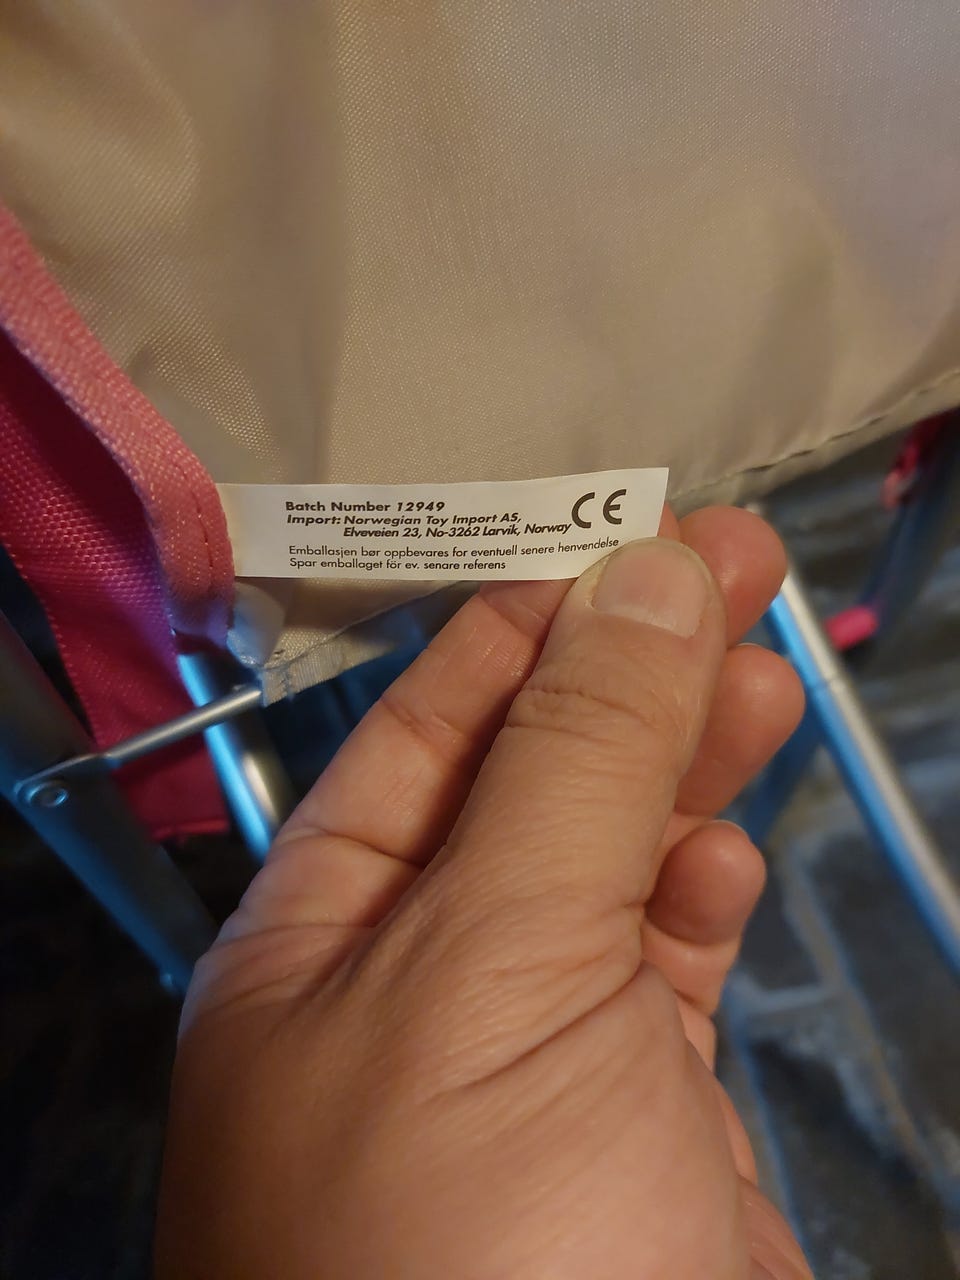 Batch Number 12949
Import: Norwegian Toy Import AS,
Elveveien 23, No-3262 Larvik, Norway
CE
Emballasjen bør oppbevares for eventuell senere henvendelse
Spar emballaget för ev. senare referens